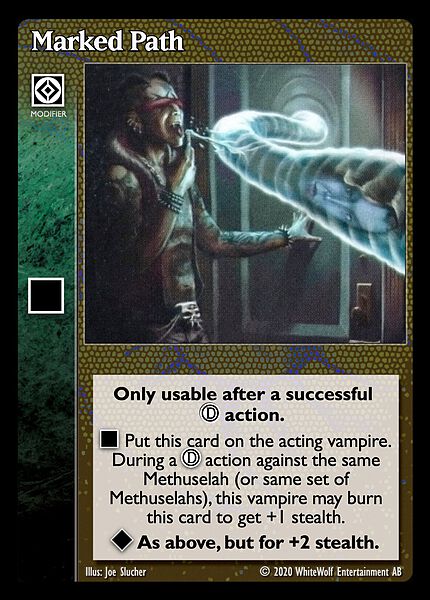 Marked Path
MODIFIER
Only usable after a successful
Ⓓ action.
Put this card on the acting vampire.
During a Ⓓ action against the same
Methuselah (or same set of
Methuselahs), this vampire may burn
this card to get +1 stealth.
As above, but for +2 stealth.
Illus: Joe Slucher © 2020 WhiteWolf Entertainment AB